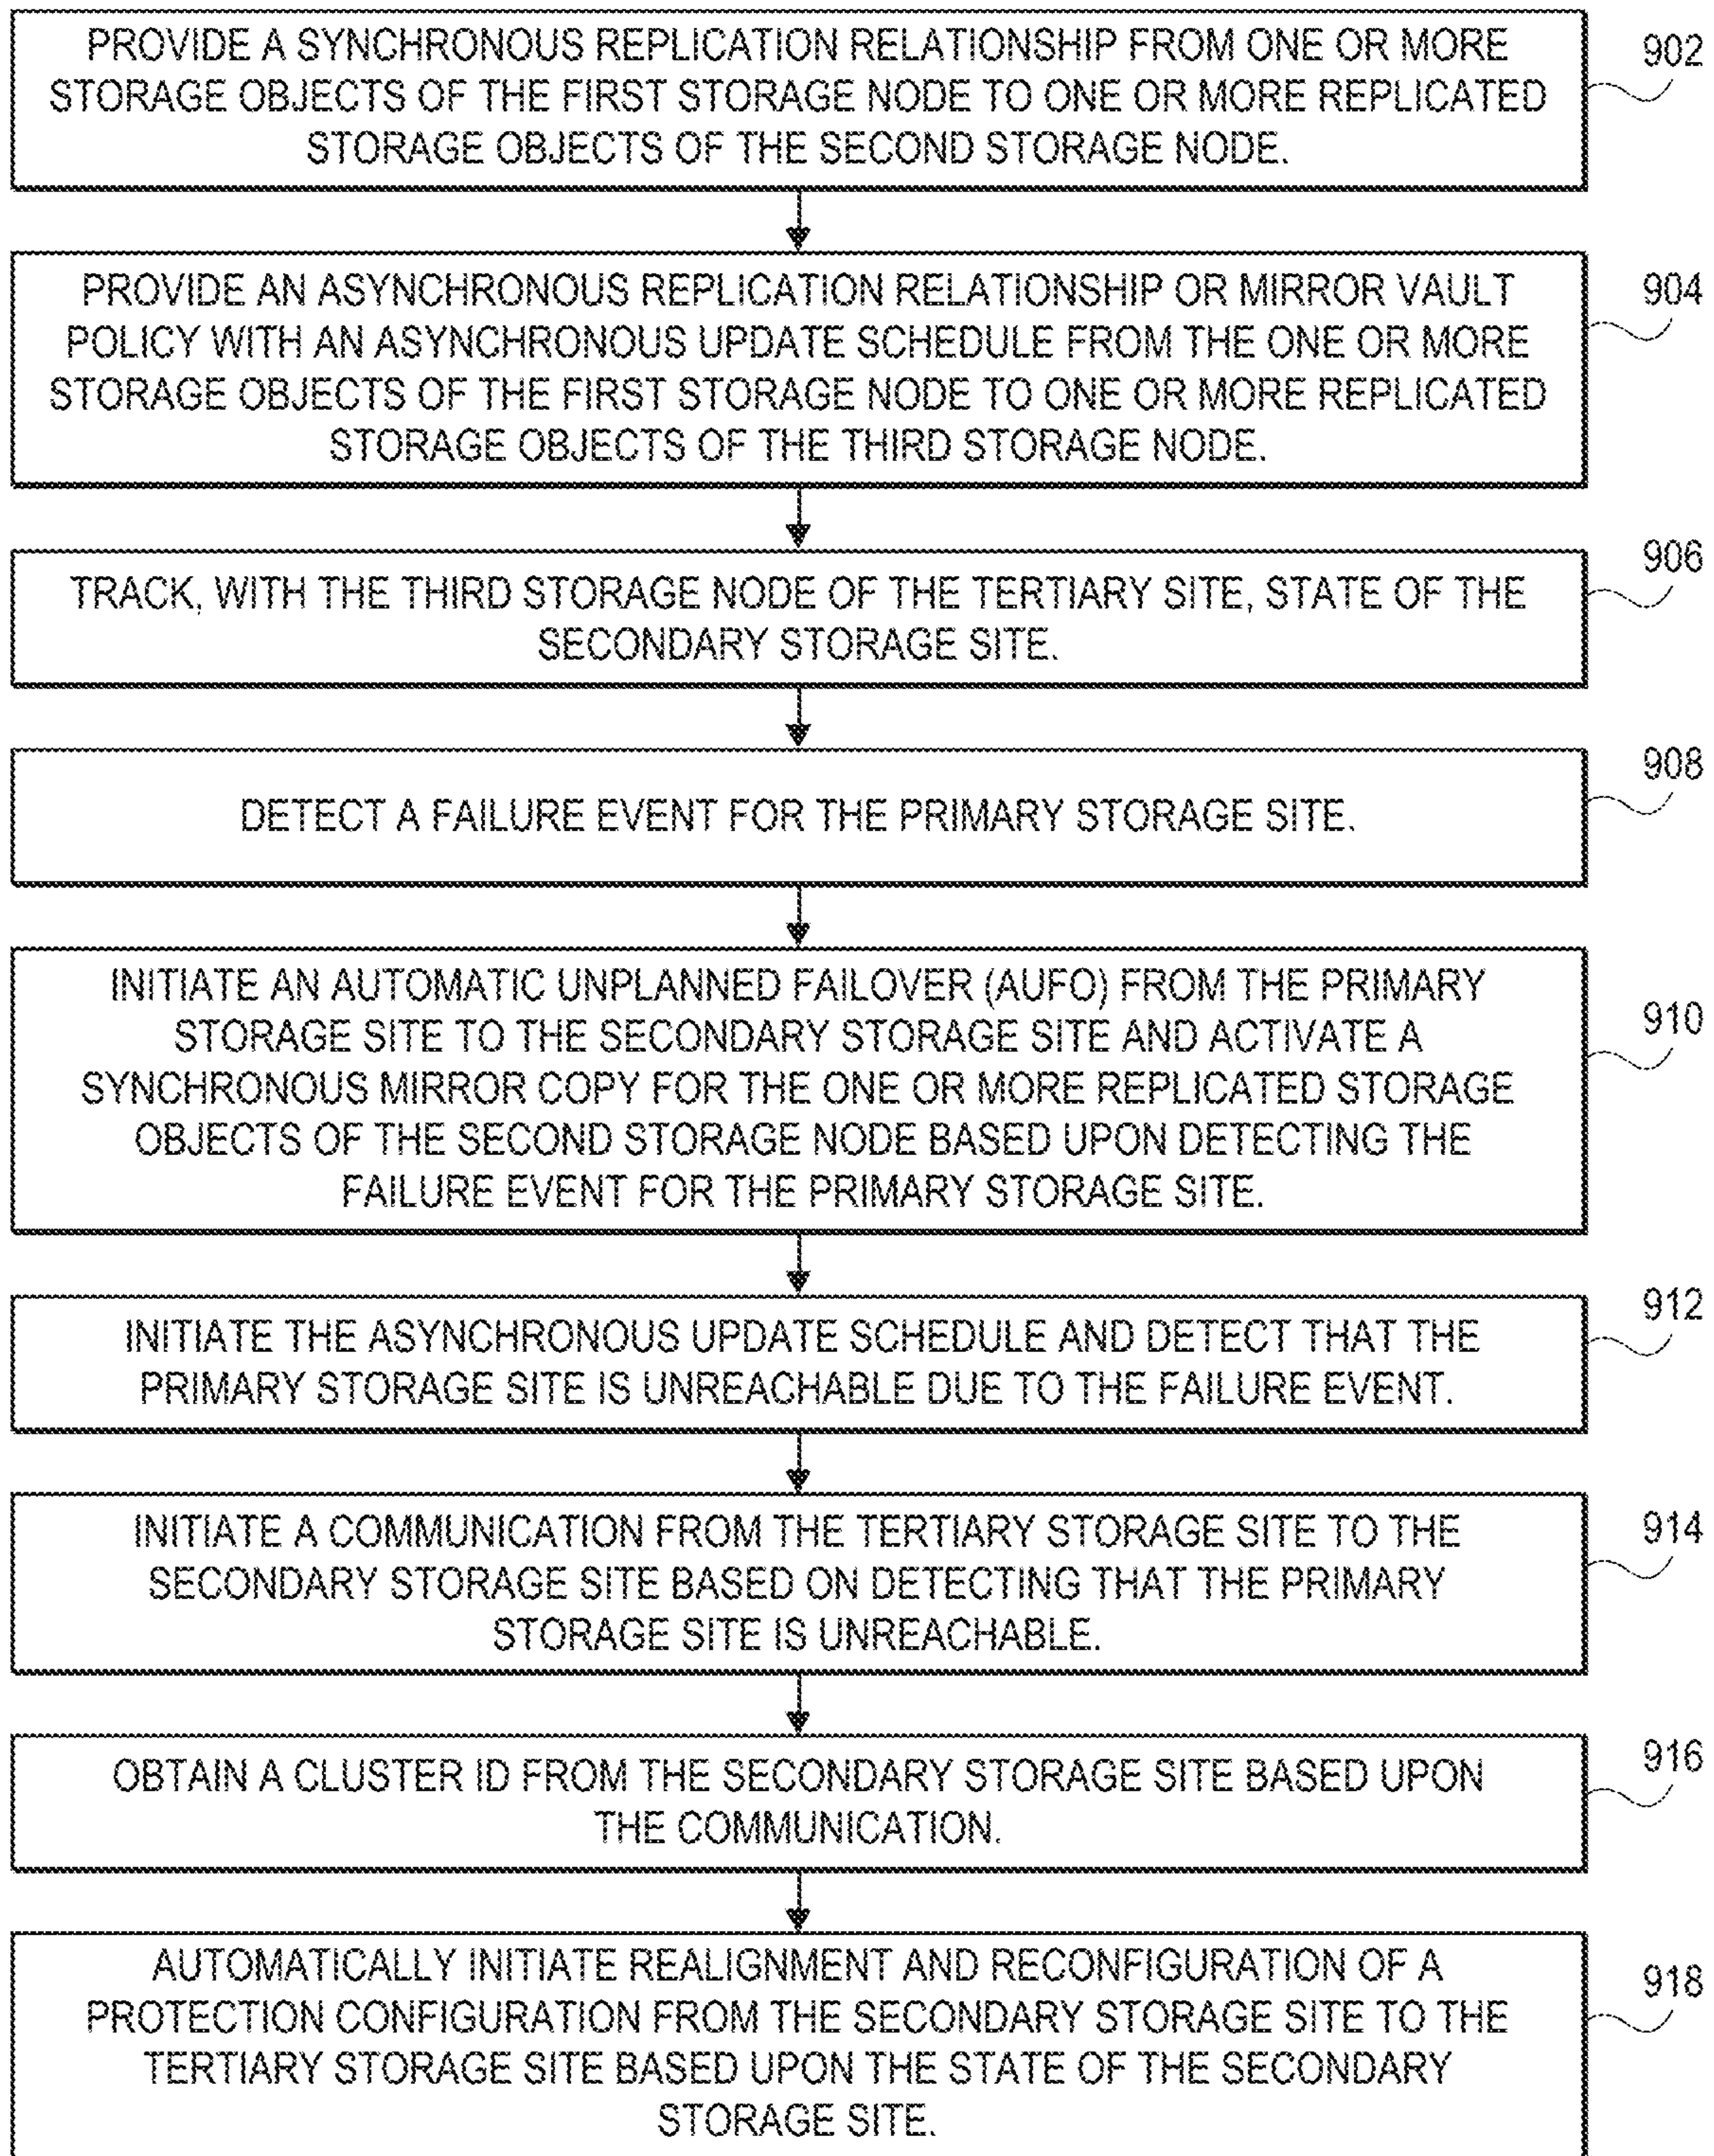 PROVIDE A SYNCHRONOUS REPLICATION RELATIONSHIP FROM ONE OR MORE
STORAGE OBJECTS OF THE FIRST STORAGE NODE TO ONE OR MORE REPLICATED
STORAGE OBJECTS OF THE SECOND STORAGE NODE.
902
PROVIDE AN ASYNCHRONOUS REPLICATION RELATIONSHIP OR MIRROR VAULT
POLICY WITH AN ASYNCHRONOUS UPDATE SCHEDULE FROM THE ONE OR MORE
STORAGE OBJECTS OF THE FIRST STORAGE NODE TO ONE OR MORE REPLICATED
STORAGE OBJECTS OF THE THIRD STORAGE NODE.
904
TRACK, WITH THE THIRD STORAGE NODE OF THE TERTIARY SITE, STATE OF THE
SECONDARY STORAGE SITE.
906
DETECT A FAILURE EVENT FOR THE PRIMARY STORAGE SITE.
908
INITIATE AN AUTOMATIC UNPLANNED FAILOVER (AUFO) FROM THE PRIMARY
STORAGE SITE TO THE SECONDARY STORAGE SITE AND ACTIVATE A
SYNCHRONOUS MIRROR COPY FOR THE ONE OR MORE REPLICATED STORAGE
OBJECTS OF THE SECOND STORAGE NODE BASED UPON DETECTING THE
FAILURE EVENT FOR THE PRIMARY STORAGE SITE.
910
INITIATE THE ASYNCHRONOUS UPDATE SCHEDULE AND DETECT THAT THE
PRIMARY STORAGE SITE IS UNREACHABLE DUE TO THE FAILURE EVENT.
912
INITIATE A COMMUNICATION FROM THE TERTIARY STORAGE SITE TO THE
SECONDARY STORAGE SITE BASED ON DETECTING THAT THE PRIMARY
STORAGE SITE IS UNREACHABLE.
914
OBTAIN A CLUSTER ID FROM THE SECONDARY STORAGE SITE BASED UPON
THE COMMUNICATION.
916
AUTOMATICALLY INITIATE REALIGNMENT AND RECONFIGURATION OF A
PROTECTION CONFIGURATION FROM THE SECONDARY STORAGE SITE TO THE
TERTIARY STORAGE SITE BASED UPON THE STATE OF THE SECONDARY
STORAGE SITE.
918